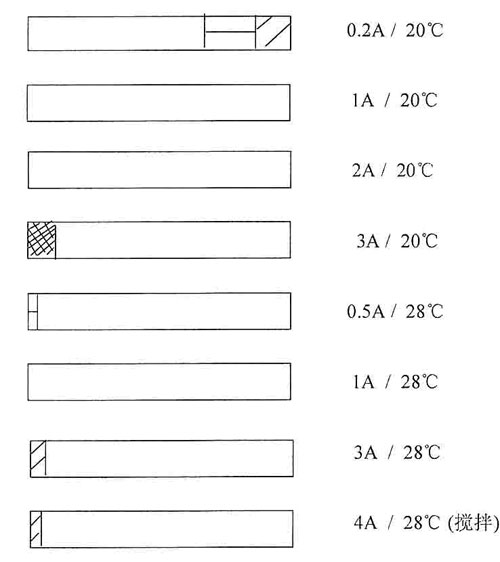 0.2A / 20℃
1A / 20℃
2A / 20℃
3A / 20℃
0.5A / 28℃
1A / 28℃
3A / 28℃
4A / 28℃ (搅拌)